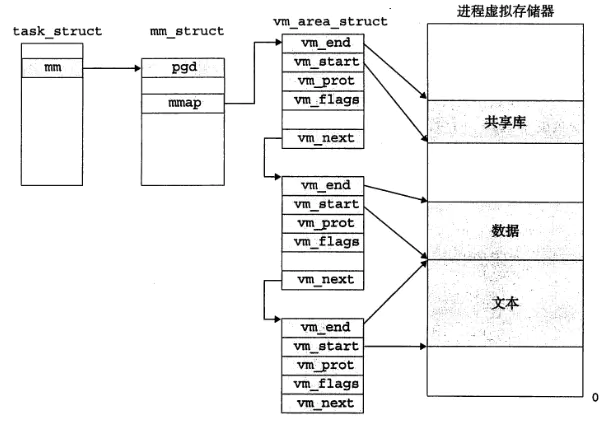 task_struct
mm
mm_struct
pgd
mmap
vm_area_struct
vm_end
vm_start
vm_prot
vm_flags
vm_next
vm_end
vm_start
vm_prot
vm_flags
vm_next
vm_end
vm_start
vm_prot
vm_flags
vm_next
进程虚拟存储器
共享库
数据
文本
0